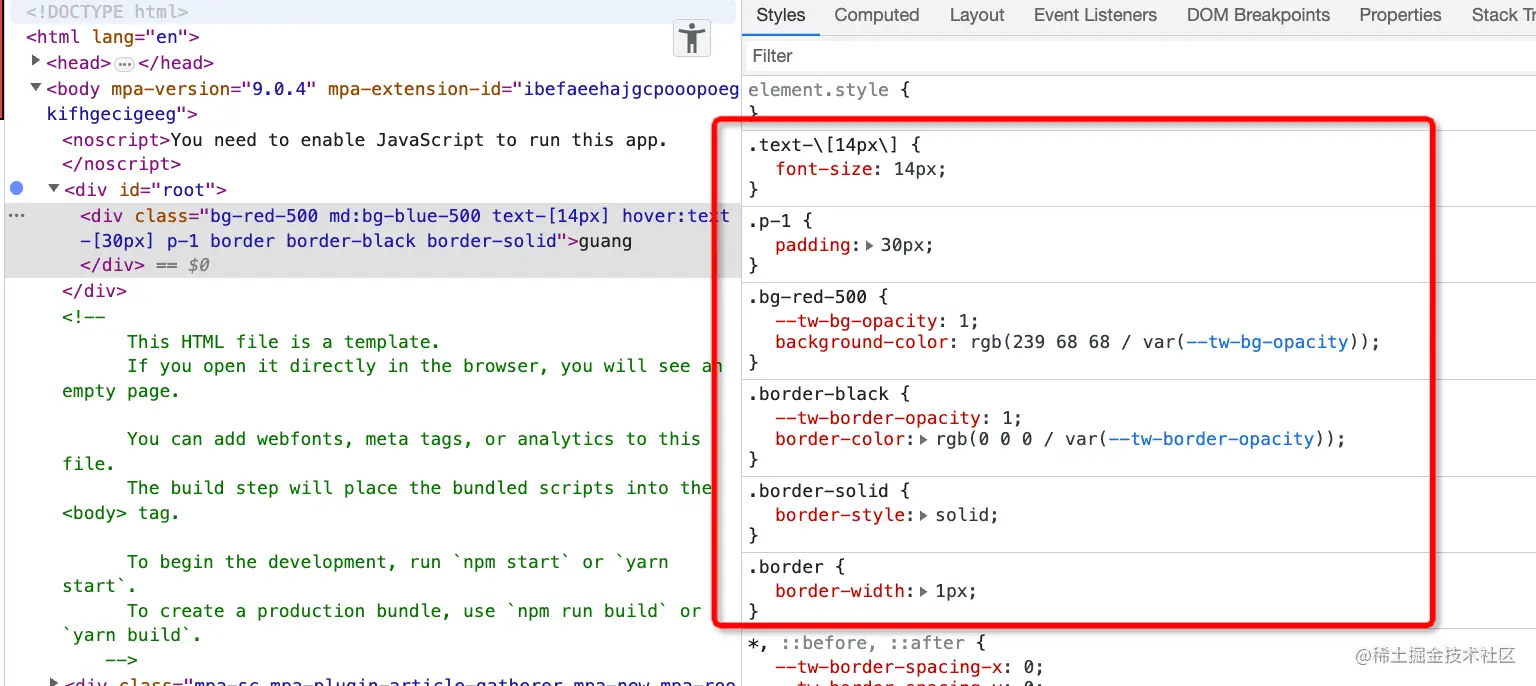 <!DOCTYPE html>
<html lang="en">
<head>…</head>
<body mpa-version="9.0.4" mpa-extension-id="ibefaeehajgcpooopoeg
kifhgecigeeg">
<noscript>You need to enable JavaScript to run this app.
</noscript>
<div id="root">
<div class="bg-red-500 md:bg-blue-500 text-[14px] hover:text
-[30px] p-1 border border-black border-solid">guang
</div> == $0
</div>
<!--
This HTML file is a template.
If you open it directly in the browser, you will see an
empty page.
You can add webfonts, meta tags, or analytics to this
file.
The build step will place the bundled scripts into the
<body> tag.
To begin the development, run `npm start` or `yarn
start`.
To create a production bundle, use `npm run build` or
`yarn build`.
-->
<div class="mpa-sc mpa-plugin-article-gatherer mpa-new mpa-roo
Styles Computed Layout Event Listeners DOM Breakpoints Properties Stack Tr
Filter
element.style {
}
.text-\[14px\] {
font-size: 14px;
}
.p-1 {
padding: 30px;
}
.bg-red-500 {
--tw-bg-opacity: 1;
background-color: rgb(239 68 68 / var(--tw-bg-opacity));
}
.border-black {
--tw-border-opacity: 1;
border-color: rgb(0 0 0 / var(--tw-border-opacity));
}
.border-solid {
border-style: solid;
}
.border {
border-width: 1px;
}
*, ::before, ::after {
--tw-border-spacing-x: 0;
--tw-border-spacing-y: 0;
@稀土掘金技术社区